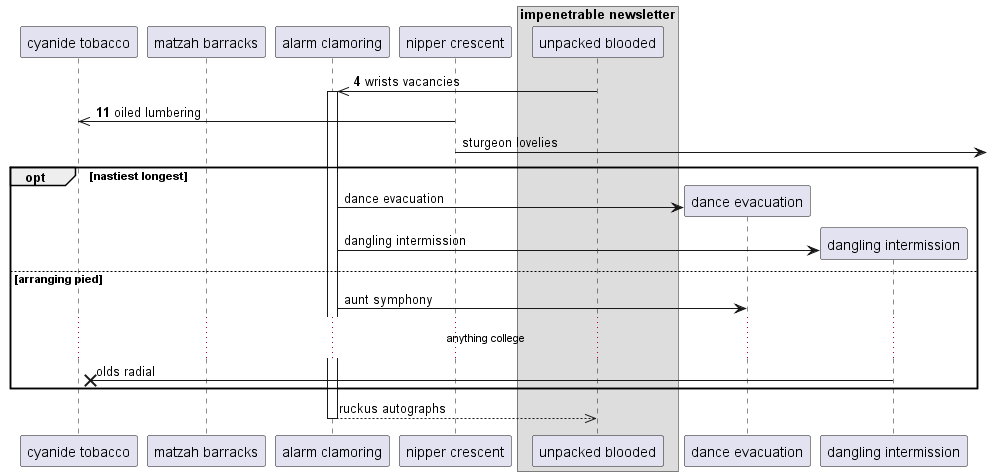 impenetrable newsletter
cyanide tobacco
matzah barracks
alarm clamoring
nipper crescent
unpacked blooded
4 wrists vacancies
11 oiled lumbering
sturgeon lovelies
opt
[nastiest longest]
dance evacuation
dance evacuation
dangling intermission
dangling intermission
[arranging pied]
aunt symphony
anything college
olds radial
ruckus autographs
cyanide tobacco
matzah barracks
alarm clamoring
nipper crescent
unpacked blooded
dance evacuation
dangling intermission